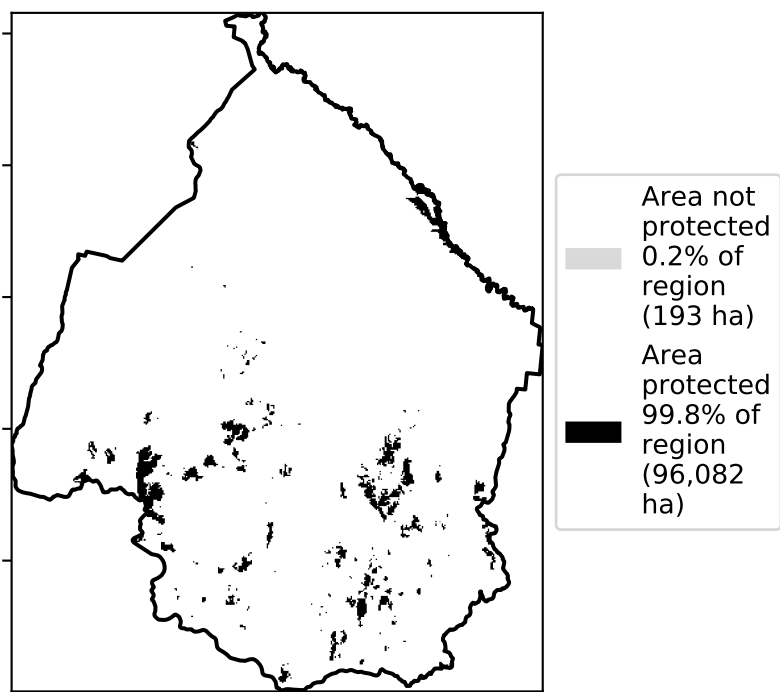 Area not
protected
0.2% of
region
(193 ha)
Area
protected
99.8% of
region
(96,082
ha)